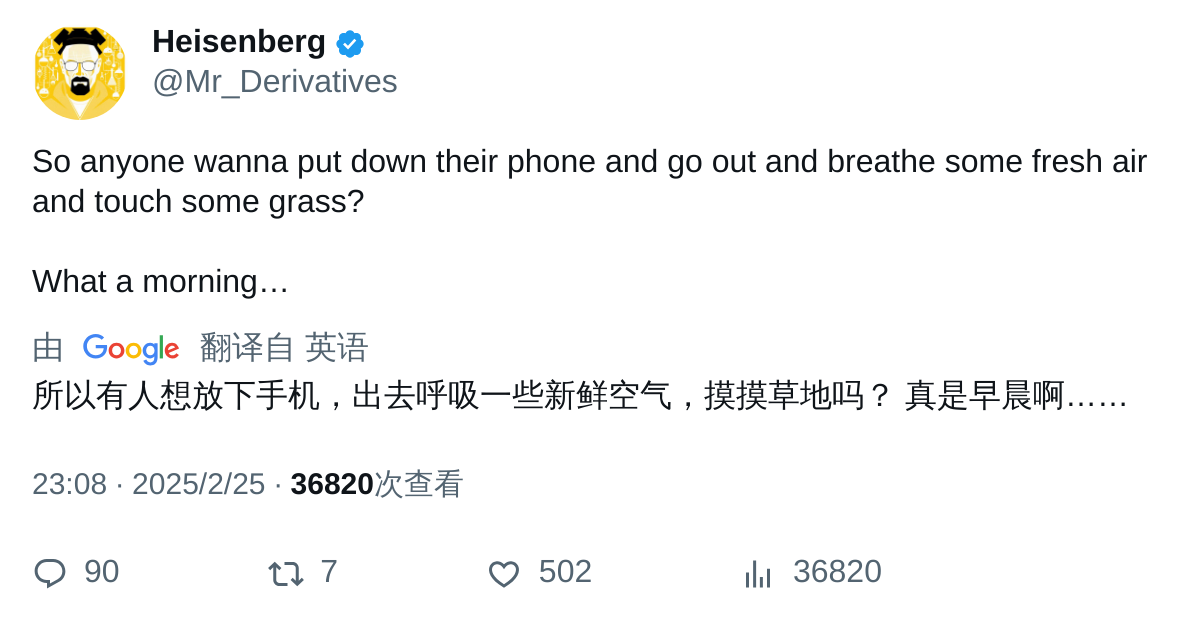 Heisenberg
@Mr_Derivatives
So anyone wanna put down their phone and go out and breathe some fresh air
and touch some grass?
What a morning…
由 Google 翻译自 英语
所以有人想放下手机，出去呼吸一些新鲜空气，摸摸草地吗？ 真是早晨啊……
23:08 · 2025/2/25 · 36820次查看
90 7 502 36820